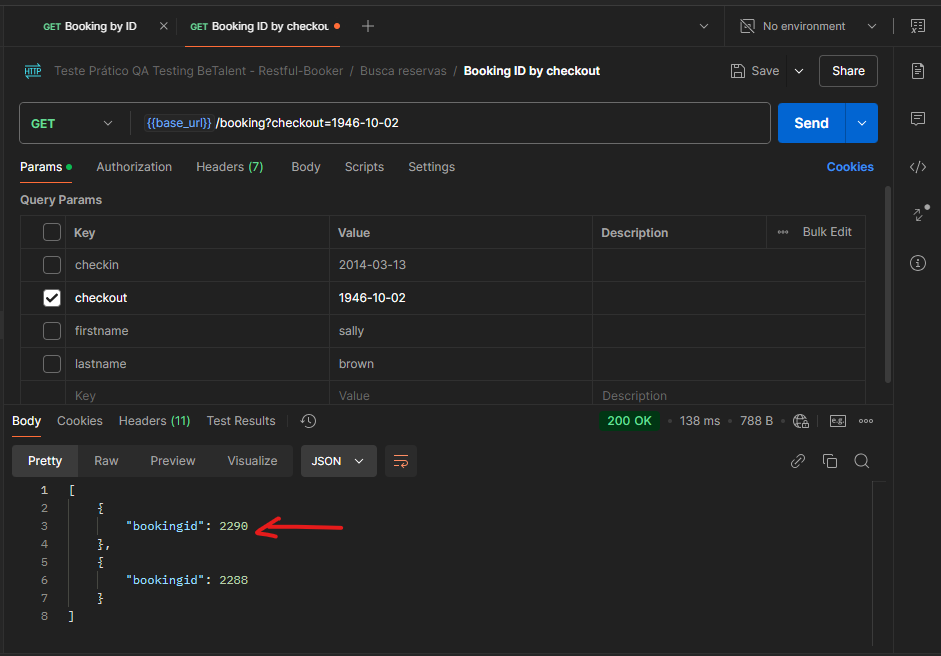 GET Booking by ID
GET Booking ID by checkou
No environment
HTTP
Teste Prático QA Testing BeTalent - Restful-Booker / Busca reservas / Booking ID by checkout
Save
Share
GET
{{base_url}} /booking?checkout=1946-10-02
Send
Params
Authorization
Headers (7)
Body
Scripts
Settings
Cookies
Query Params
Key Value Description ••• Bulk Edit
checkin 2014-03-13
checkout 1946-10-02
firstname sally
lastname brown
Key Value Description
Body Cookies Headers (11) Test Results
200 OK • 138 ms • 788 B
e.g.
Pretty Raw Preview Visualize JSON
1 [
2 {
3 "bookingid": 2290
4 },
5 {
6 "bookingid": 2288
7 }
8 ]